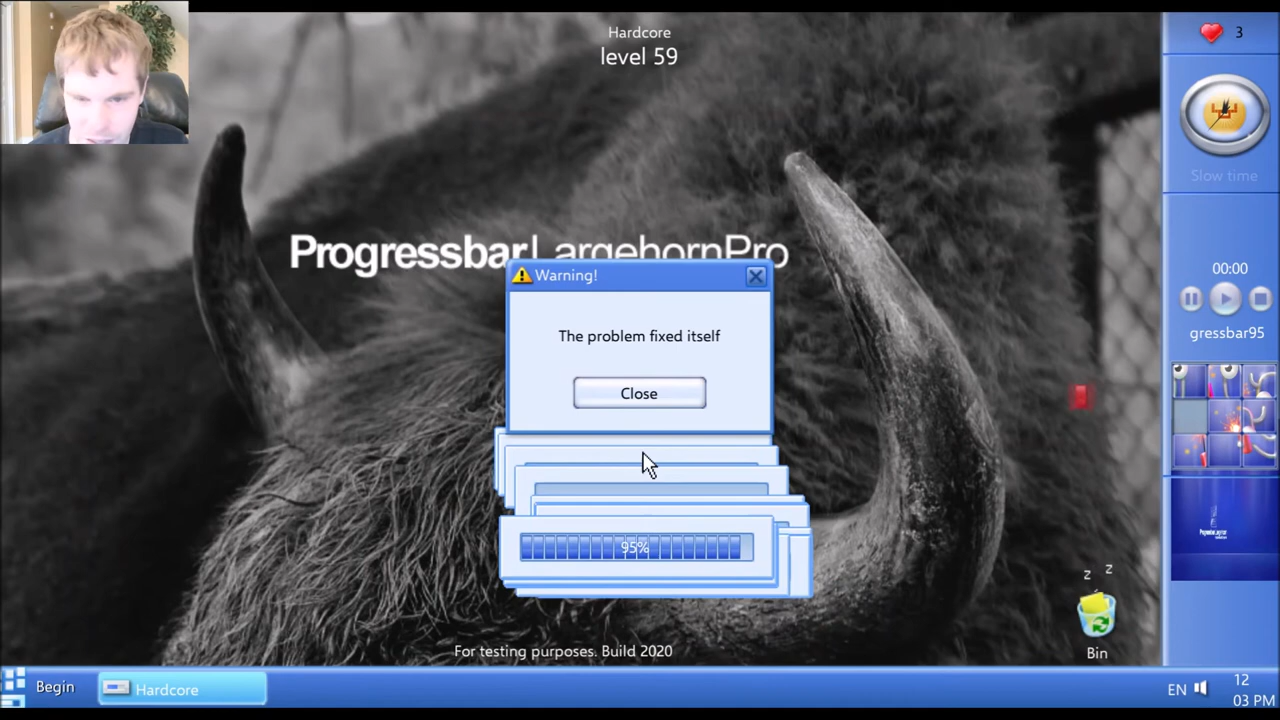 Hardcore
level 59
3
Slow time
ProgressbarLargehornPro
Warning!
The problem fixed itself
Close
00:00
gressbar95
95%
z z
Bin
For testing purposes. Build 2020
Begin
Hardcore
EN
12
03 PM